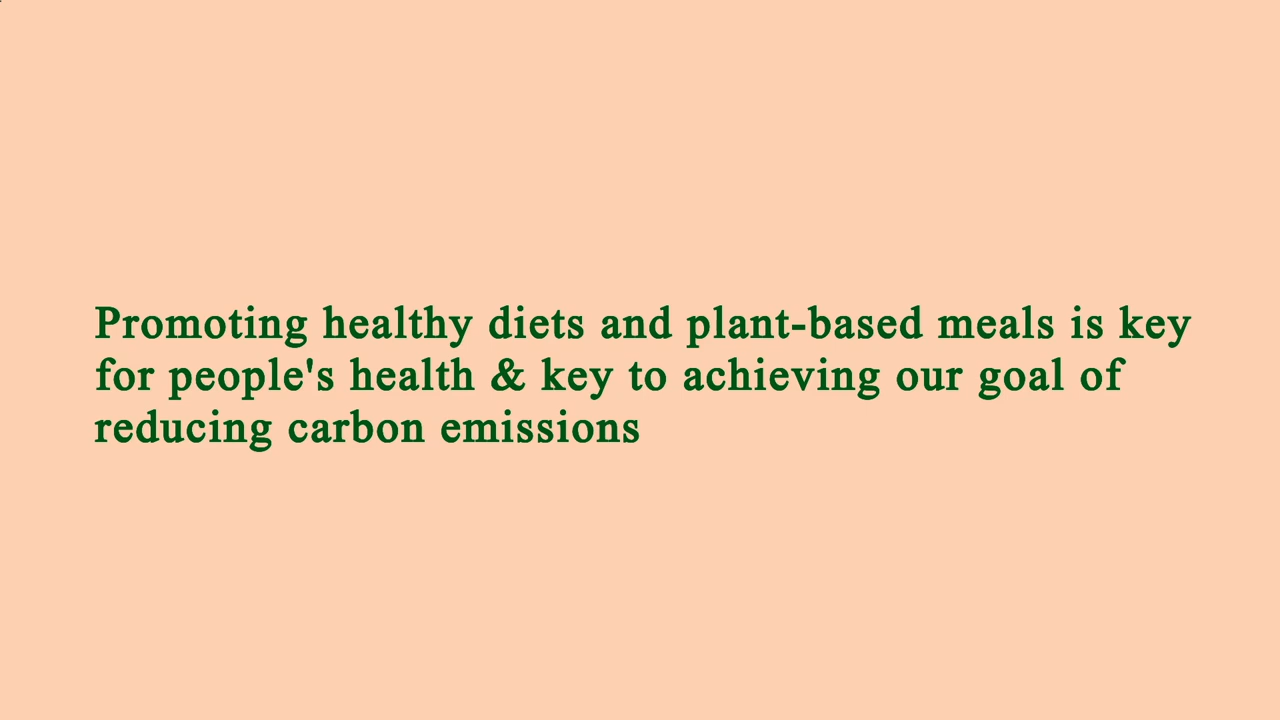 Promoting healthy diets and plant-based meals is key
for people's health & key to achieving our goal of
reducing carbon emissions